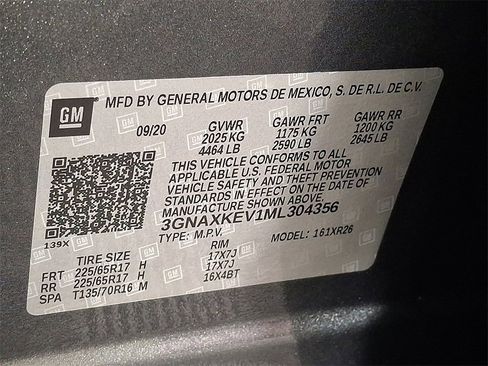 GM MFD BY GENERAL MOTORS DE MEXICO, S. DE R.L. DE C.V.
09/20 GVWR GAWR FRT GAWR RR
2025 KG 1175 KG 1200 KG
4464 LB 2590 LB 2645 LB
THIS VEHICLE CONFORMS TO ALL
APPLICABLE U.S. FEDERAL MOTOR
VEHICLE SAFETY AND THEFT PREVENTION
STANDARDS IN EFFECT ON THE DATE OF
MANUFACTURE SHOWN ABOVE.
3GNAXKEV1ML304356
139X TYPE: M.P.V. MODEL: 161XR26
TIRE SIZE RIM
FRT 225/65R17 H 17X7J
RR 225/65R17 H 17X7J
SPA T135/70R16 M 16X4BT